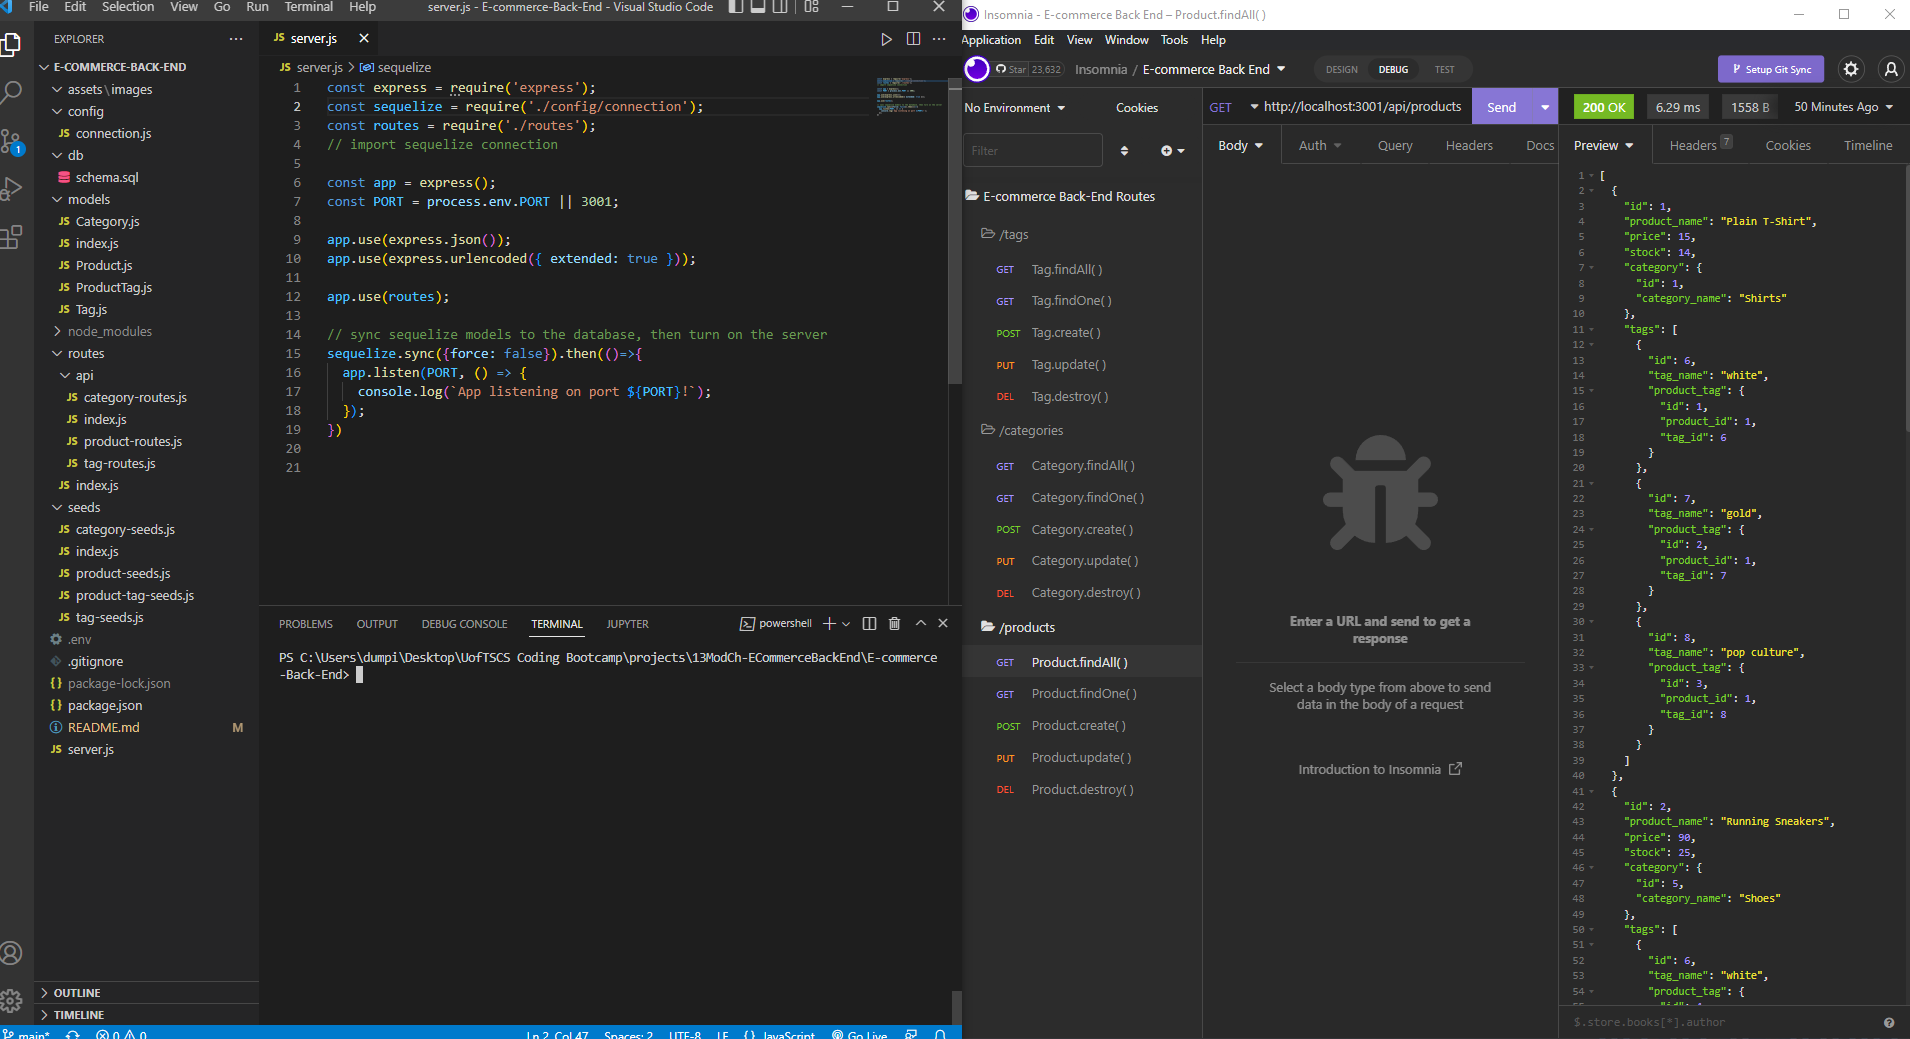 File Edit Selection View Go Run Terminal Help
server.js - E-commerce-Back-End - Visual Studio Code
EXPLORER
E-COMMERCE-BACK-END
assets\images
config
JS connection.js
db
schema.sql
models
JS Category.js
JS index.js
JS Product.js
JS ProductTag.js
JS Tag.js
node_modules
routes
api
JS category-routes.js
JS index.js
JS product-routes.js
JS tag-routes.js
JS index.js
seeds
JS category-seeds.js
JS index.js
JS product-seeds.js
JS product-tag-seeds.js
JS tag-seeds.js
.env
.gitignore
package-lock.json
package.json
README.md M
JS server.js
OUTLINE
TIMELINE
1
JS server.js
JS server.js > sequelize
1 const express = require('express');
2 const sequelize = require('./config/connection');
3 const routes = require('./routes');
4 // import sequelize connection
5
6 const app = express();
7 const PORT = process.env.PORT || 3001;
8
9 app.use(express.json());
10 app.use(express.urlencoded({ extended: true }));
11
12 app.use(routes);
13
14 // sync sequelize models to the database, then turn on the server
15 sequelize.sync({force: false}).then(()=>{
16 app.listen(PORT, () => {
17 console.log(`App listening on port ${PORT}!`);
18 });
19 })
20
21
PROBLEMS OUTPUT DEBUG CONSOLE TERMINAL JUPYTER
powershell
PS C:\Users\dumpi\Desktop\UofTSCS Coding Bootcamp\projects\13ModCh-ECommerceBackEnd\E-commerce
-Back-End>
main* 0 0 Ln 2, Col 47 Spaces: 2 UTF-8 LF {} JavaScript Go Live
Insomnia - E-commerce Back End – Product.findAll( )
Application Edit View Window Tools Help
Star 23,632
Insomnia / E-commerce Back End
DESIGN DEBUG TEST
Setup Git Sync
No Environment
Cookies
Filter
E-commerce Back-End Routes
/tags
GET Tag.findAll( )
GET Tag.findOne( )
POST Tag.create( )
PUT Tag.update( )
DEL Tag.destroy( )
/categories
GET Category.findAll( )
GET Category.findOne( )
POST Category.create( )
PUT Category.update( )
DEL Category.destroy( )
/products
GET Product.findAll( )
GET Product.findOne( )
POST Product.create( )
PUT Product.update( )
DEL Product.destroy( )
GET http://localhost:3001/api/products Send
Body Auth Query Headers Docs
Enter a URL and send to get a
response
Select a body type from above to send
data in the body of a request
Introduction to Insomnia
200 OK 6.29 ms 1558 B 50 Minutes Ago
Preview Headers 7 Cookies Timeline
1 [
2 {
3 "id": 1,
4 "product_name": "Plain T-Shirt",
5 "price": 15,
6 "stock": 14,
7 "category": {
8 "id": 1,
9 "category_name": "Shirts"
10 },
11 "tags": [
12 {
13 "id": 6,
14 "tag_name": "white",
15 "product_tag": {
16 "id": 1,
17 "product_id": 1,
18 "tag_id": 6
19 }
20 },
21 {
22 "id": 7,
23 "tag_name": "gold",
24 "product_tag": {
25 "id": 2,
26 "product_id": 1,
27 "tag_id": 7
28 }
29 },
30 {
31 "id": 8,
32 "tag_name": "pop culture",
33 "product_tag": {
34 "id": 3,
35 "product_id": 1,
36 "tag_id": 8
37 }
38 }
39 ]
40 },
41 {
42 "id": 2,
43 "product_name": "Running Sneakers",
44 "price": 90,
45 "stock": 25,
46 "category": {
47 "id": 5,
48 "category_name": "Shoes"
49 },
50 "tags": [
51 {
52 "id": 6,
53 "tag_name": "white",
54 "product_tag": {
$.store.books[*].author